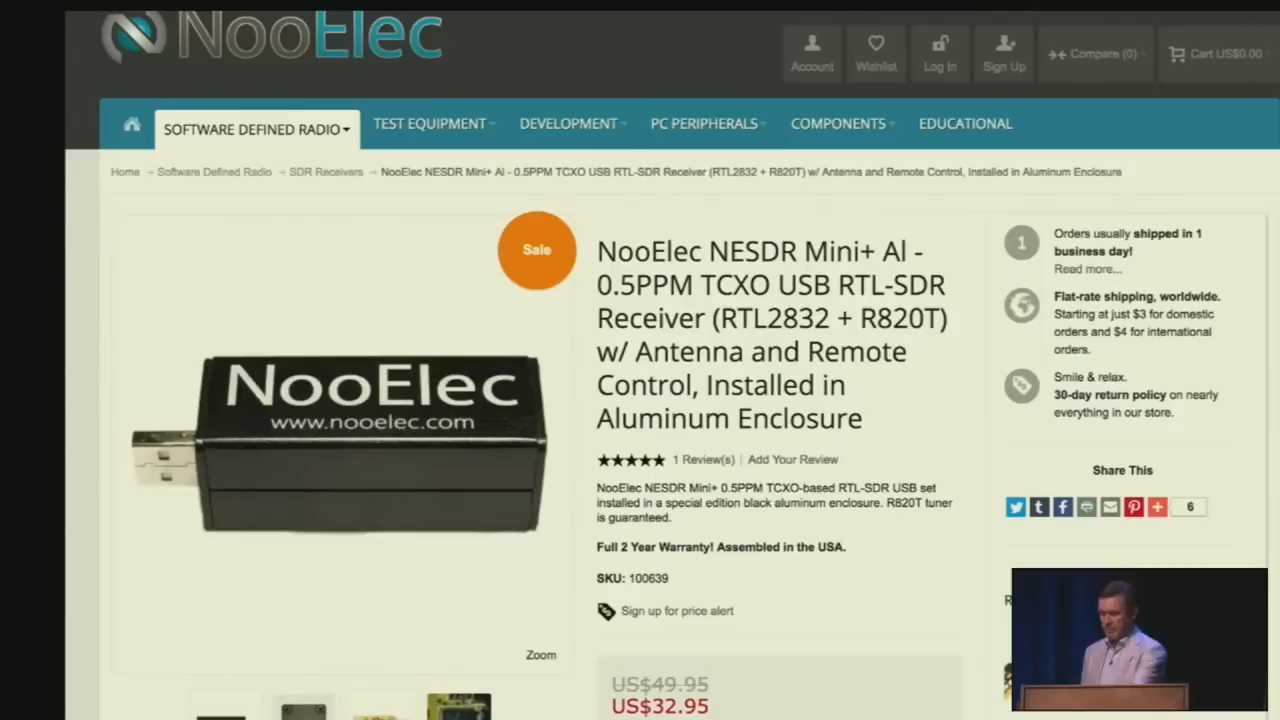 NooElec
Account
Wishlist
Log In
Sign Up
Compare (0)
Cart US$0.00
SOFTWARE DEFINED RADIO
TEST EQUIPMENT
DEVELOPMENT
PC PERIPHERALS
COMPONENTS
EDUCATIONAL
Home → Software Defined Radio → SDR Receivers → NooElec NESDR Mini+ Al - 0.5PPM TCXO USB RTL-SDR Receiver (RTL2832 + R820T) w/ Antenna and Remote Control, Installed in Aluminum Enclosure
Sale
NooElec
www.nooelec.com
Zoom
NooElec NESDR Mini+ Al -
0.5PPM TCXO USB RTL-SDR
Receiver (RTL2832 + R820T)
w/ Antenna and Remote
Control, Installed in
Aluminum Enclosure
1 Review(s) | Add Your Review
NooElec NESDR Mini+ 0.5PPM TCXO-based RTL-SDR USB set
installed in a special edition black aluminum enclosure. R820T tuner
is guaranteed.
Full 2 Year Warranty! Assembled in the USA.
SKU: 100639
Sign up for price alert
US$49.95
US$32.95
1
Orders usually shipped in 1
business day!
Read more...
Flat-rate shipping, worldwide.
Starting at just $3 for domestic
orders and $4 for international
orders.
Smile & relax.
30-day return policy on nearly
everything in our store.
Share This
6